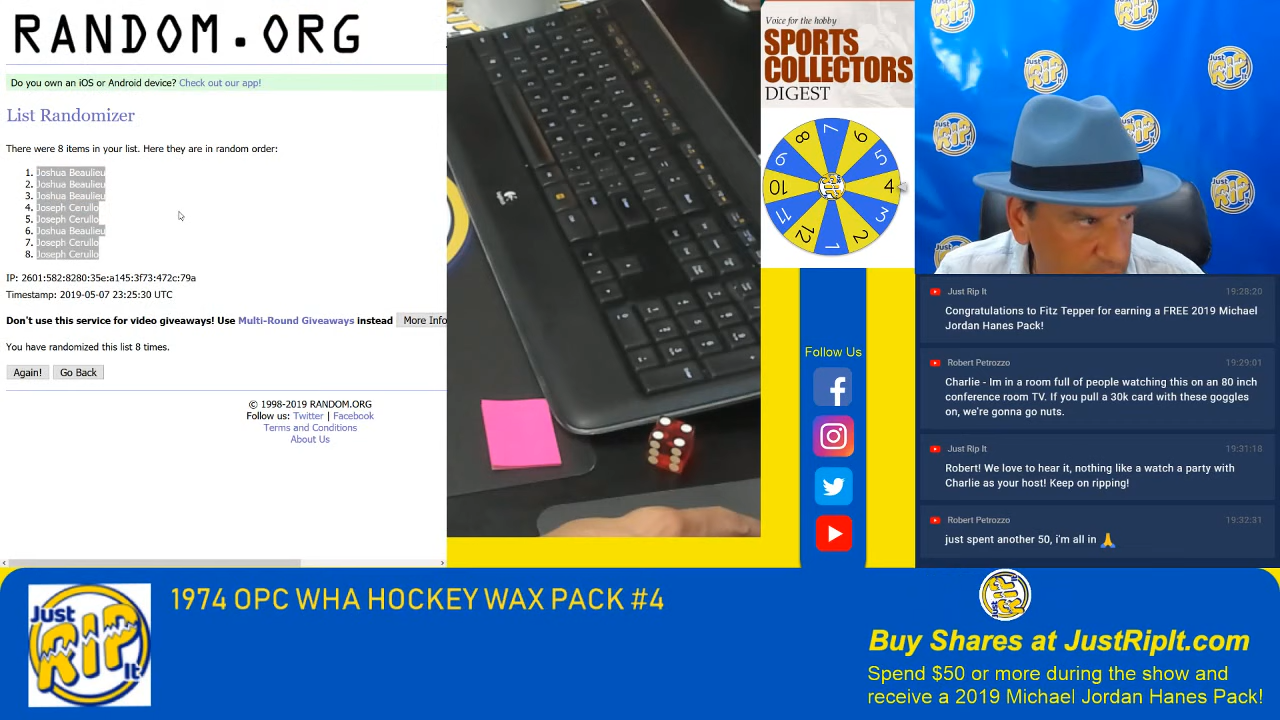 RANDOM.ORG
Do you own an iOS or Android device? Check out our app!
List Randomizer
There were 8 items in your list. Here they are in random order:
1. Joshua Beaulieu
2. Joshua Beaulieu
3. Joshua Beaulieu
4. Joseph Cerullo
5. Joseph Cerullo
6. Joshua Beaulieu
7. Joseph Cerullo
8. Joseph Cerullo
IP: 2601:582:8280:35e:a145:3f73:472c:79a
Timestamp: 2019-05-07 23:25:30 UTC
Don't use this service for video giveaways! Use Multi-Round Giveaways instead More Info
You have randomized this list 8 times.
Again! Go Back
© 1998-2019 RANDOM.ORG
Follow us: Twitter | Facebook
Terms and Conditions
About Us
Voice for the hobby
SPORTS
COLLECTORS
DIGEST
7
6
5
4
3
2
1
12
11
10
9
8
Follow Us
Just Rip It 19:28:20
Congratulations to Fitz Tepper for earning a FREE 2019 Michael
Jordan Hanes Pack!
Robert Petrozzo 19:29:01
Charlie - Im in a room full of people watching this on an 80 inch
conference room TV. If you pull a 30k card with these goggles
on, we're gonna go nuts.
Just Rip It 19:31:18
Robert! We love to hear it, nothing like a watch a party with
Charlie as your host! Keep on ripping!
Robert Petrozzo 19:32:31
just spent another 50, i'm all in 🙏
Just
RIP
It
1974 OPC WHA HOCKEY WAX PACK #4
Buy Shares at JustRipIt.com
Spend $50 or more during the show and
receive a 2019 Michael Jordan Hanes Pack!